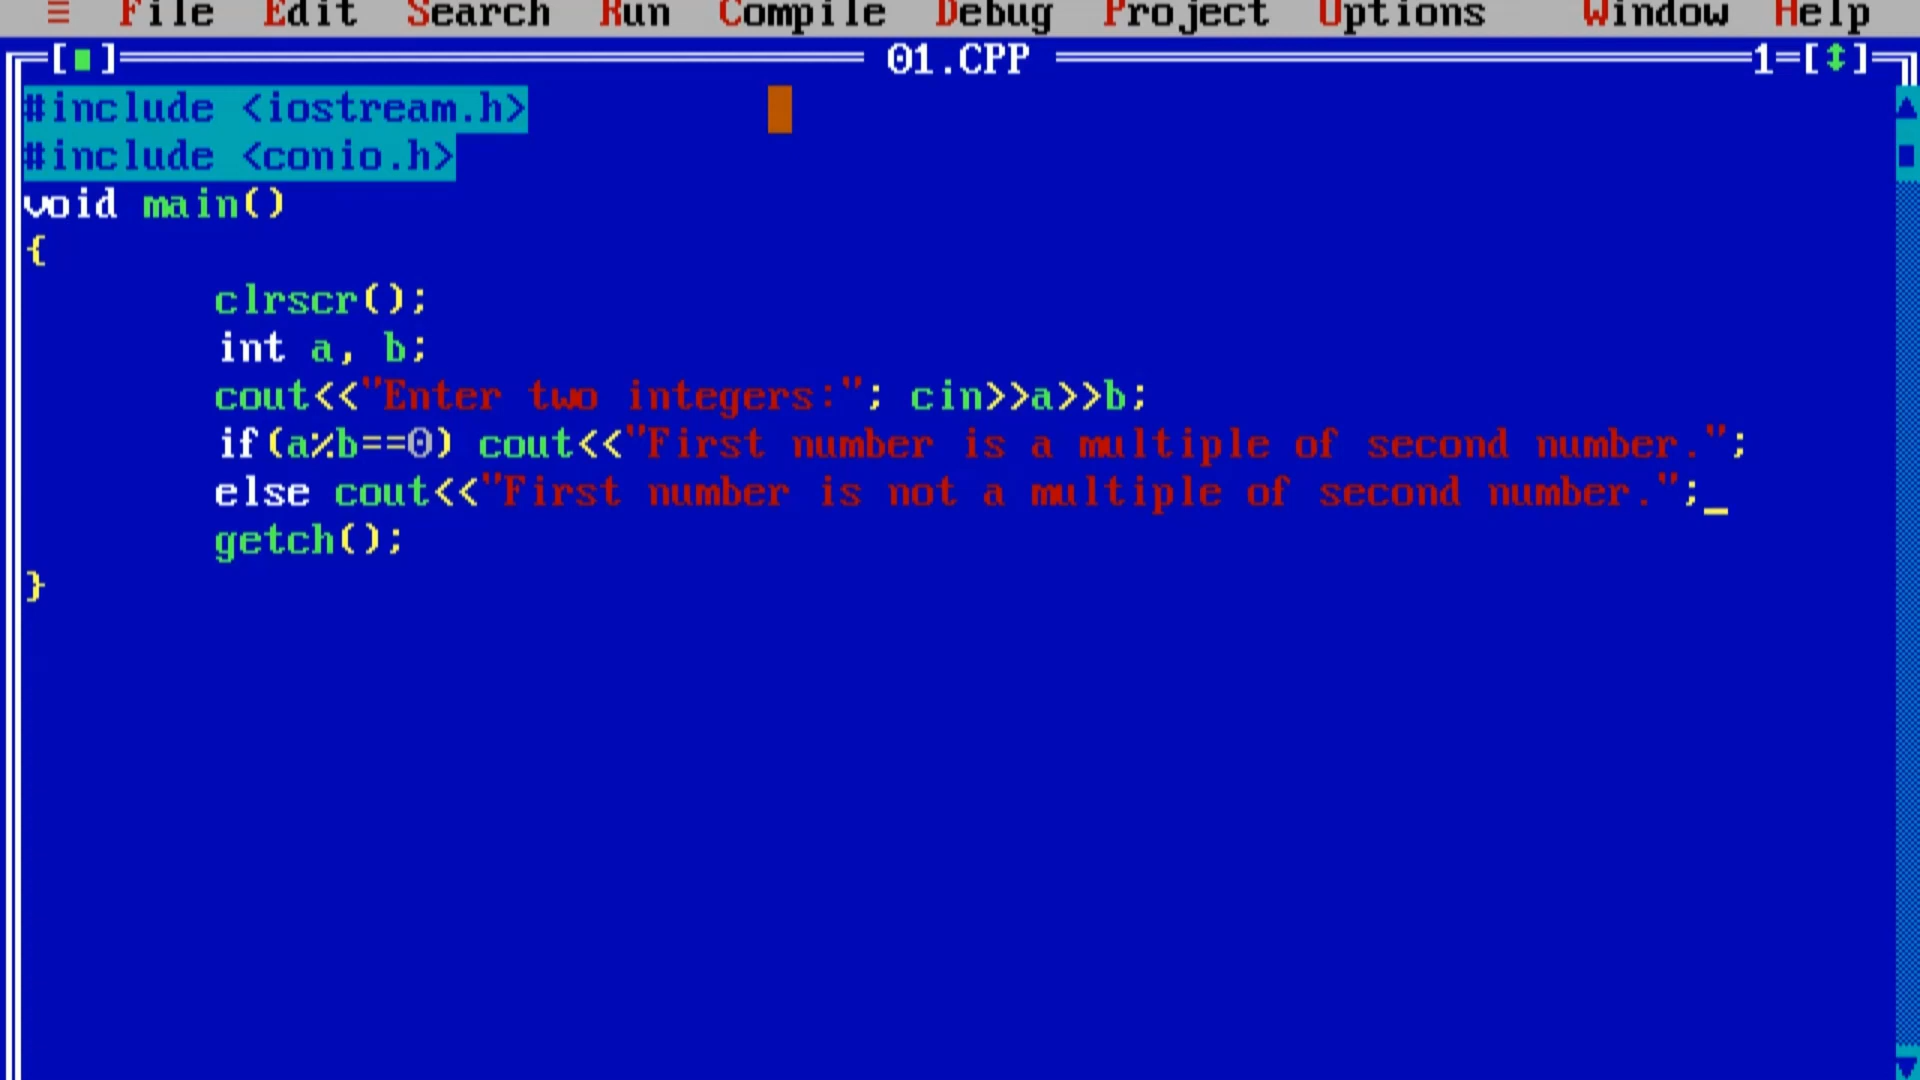 ≡ File Edit Search Run Compile Debug Project Options Window Help
[■] 01.CPP 1=[↕]
#include <iostream.h>
#include <conio.h>
void main()
{
clrscr();
int a, b;
cout<<"Enter two integers:"; cin>>a>>b;
if(a%b==0) cout<<"First number is a multiple of second number.";
else cout<<"First number is not a multiple of second number.";_
getch();
}